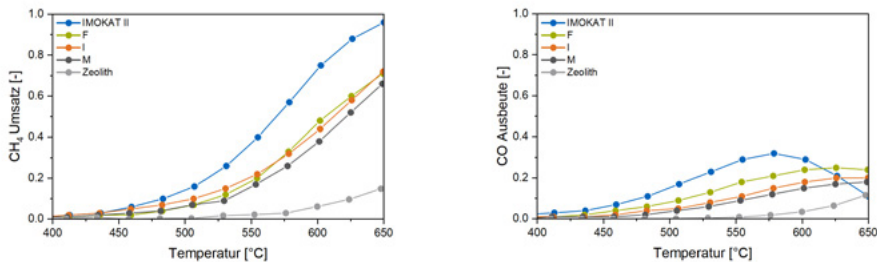 1.0
0.8
0.6
0.4
0.2
0.0
CH₄ Umsatz [-]
IMOKAT II
F
I
M
Zeolith
400 450 500 550 600 650
Temperatur [°C]
1.0
0.8
0.6
0.4
0.2
0.0
CO Ausbeute [-]
IMOKAT II
F
I
M
Zeolith
400 450 500 550 600 650
Temperatur [°C]